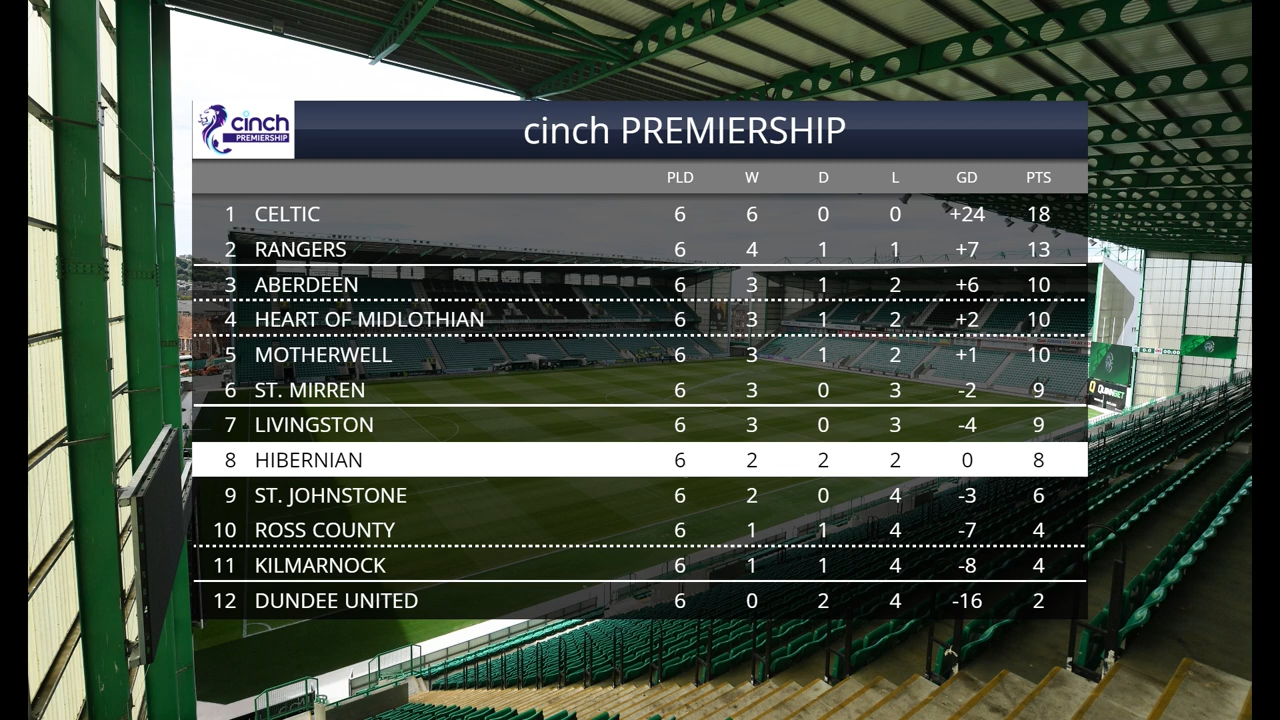 cinch
PREMIERSHIP
cinch PREMIERSHIP
PLD W D L GD PTS
1 CELTIC 6 6 0 0 +24 18
2 RANGERS 6 4 1 1 +7 13
3 ABERDEEN 6 3 1 2 +6 10
4 HEART OF MIDLOTHIAN 6 3 1 2 +2 10
5 MOTHERWELL 6 3 1 2 +1 10
6 ST. MIRREN 6 3 0 3 -2 9
7 LIVINGSTON 6 3 0 3 -4 9
8 HIBERNIAN 6 2 2 2 0 8
9 ST. JOHNSTONE 6 2 0 4 -3 6
10 ROSS COUNTY 6 1 1 4 -7 4
11 KILMARNOCK 6 1 1 4 -8 4
12 DUNDEE UNITED 6 0 2 4 -16 2
QUINNBET